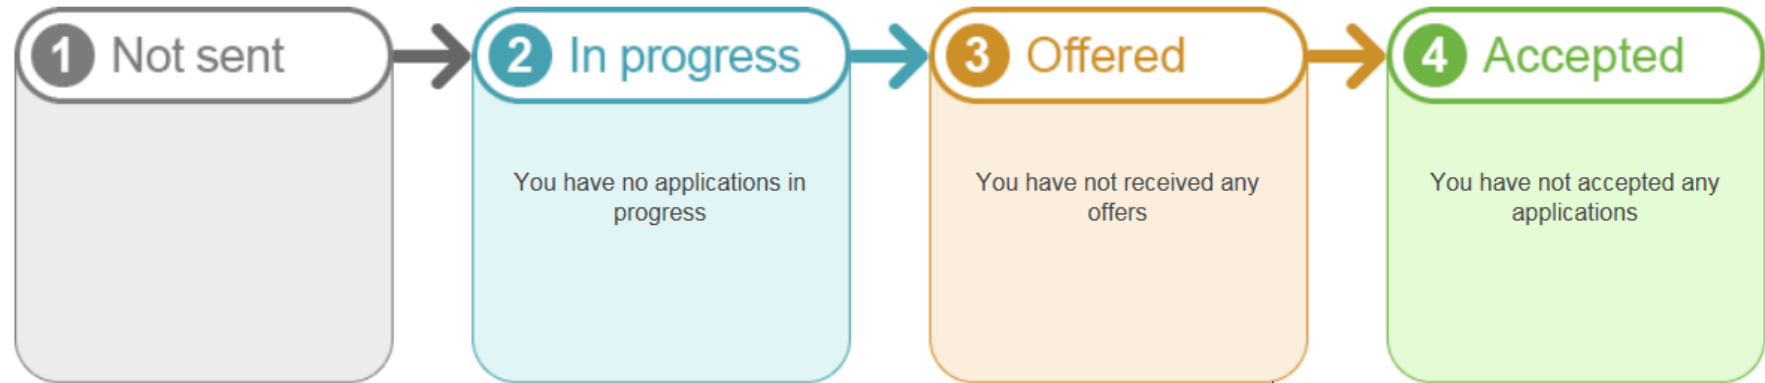 1 Not sent
2 In progress
3 Offered
4 Accepted
You have no applications in
progress
You have not received any
offers
You have not accepted any
applications